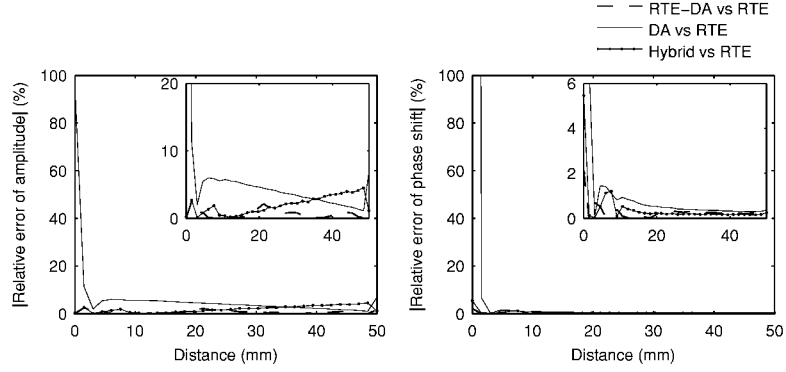 RTE-DA vs RTE
DA vs RTE
Hybrid vs RTE
|Relative error of amplitude| (%)
100
80
60
40
20
0
0 10 20 30 40 50
Distance (mm)
20
10
0
0 20 40
|Relative error of phase shift| (%)
100
80
60
40
20
0
0 10 20 30 40 50
Distance (mm)
6
4
2
0
0 20 40